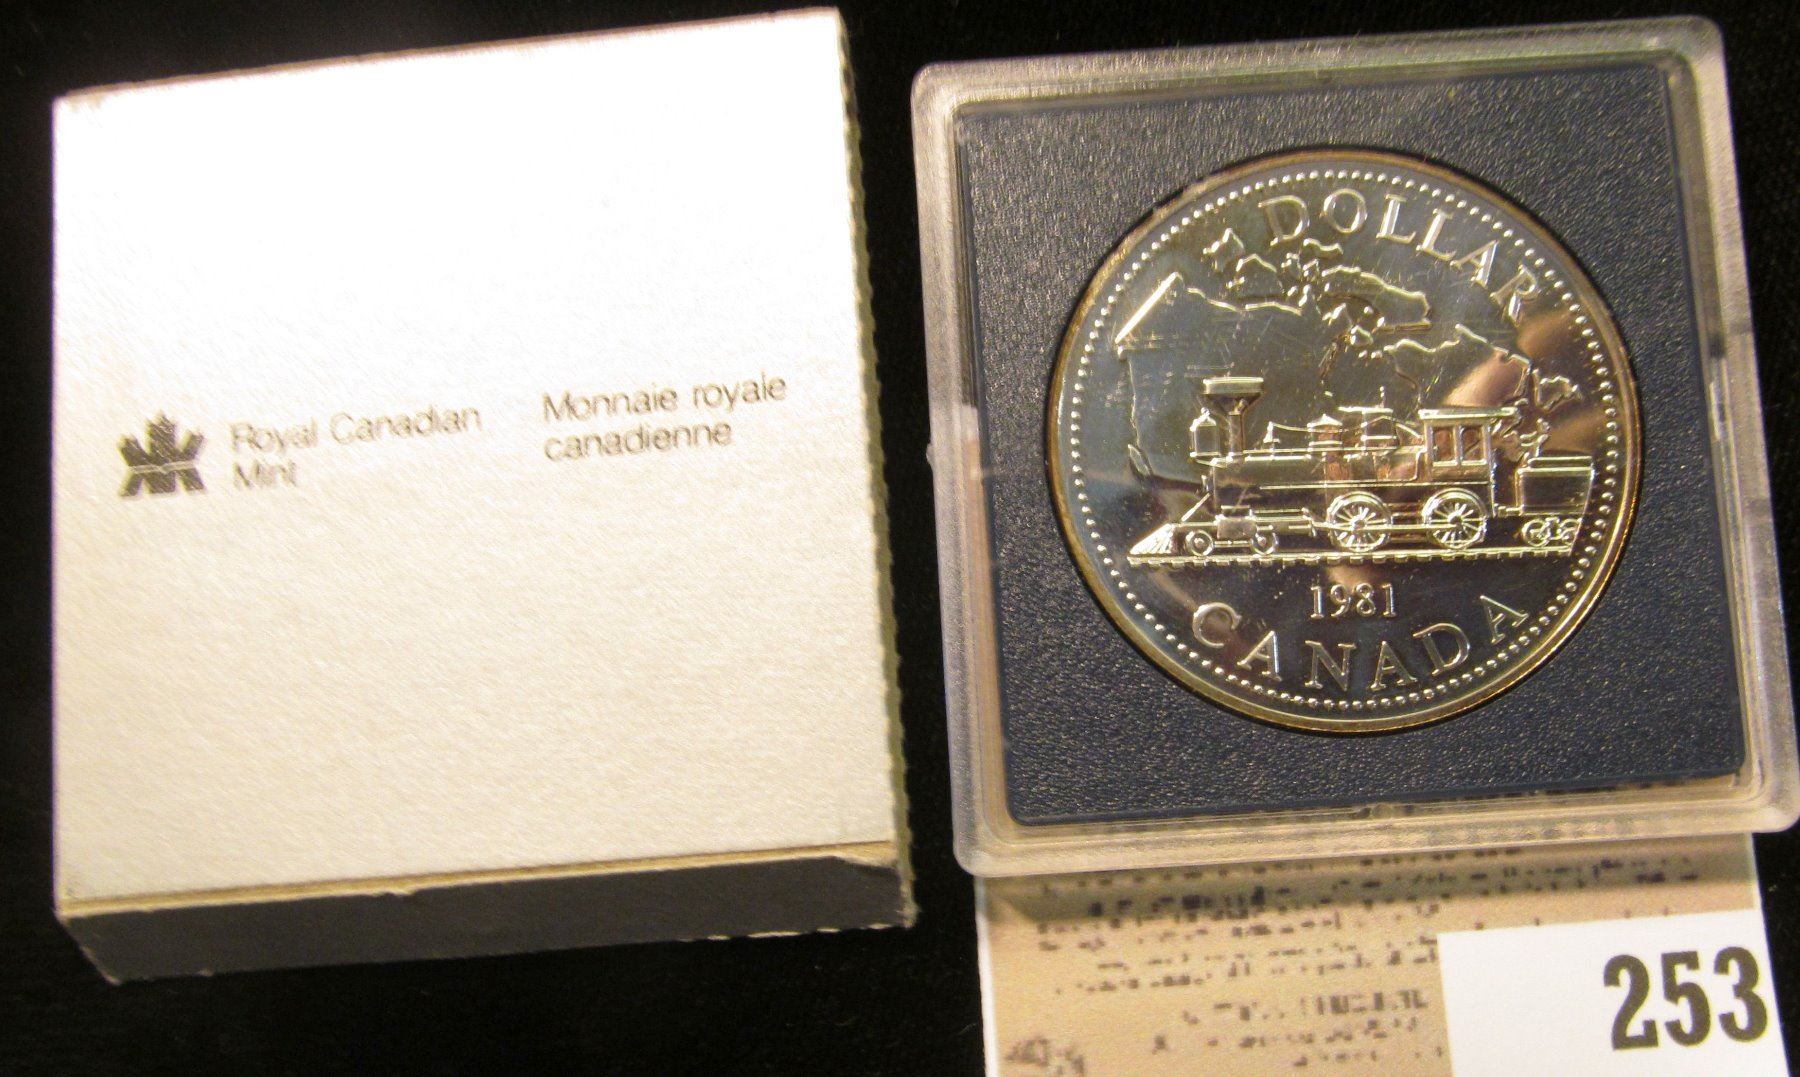 Royal Canadian
Mint
Monnaie royale
canadienne
DOLLAR
1981
CANADA
253